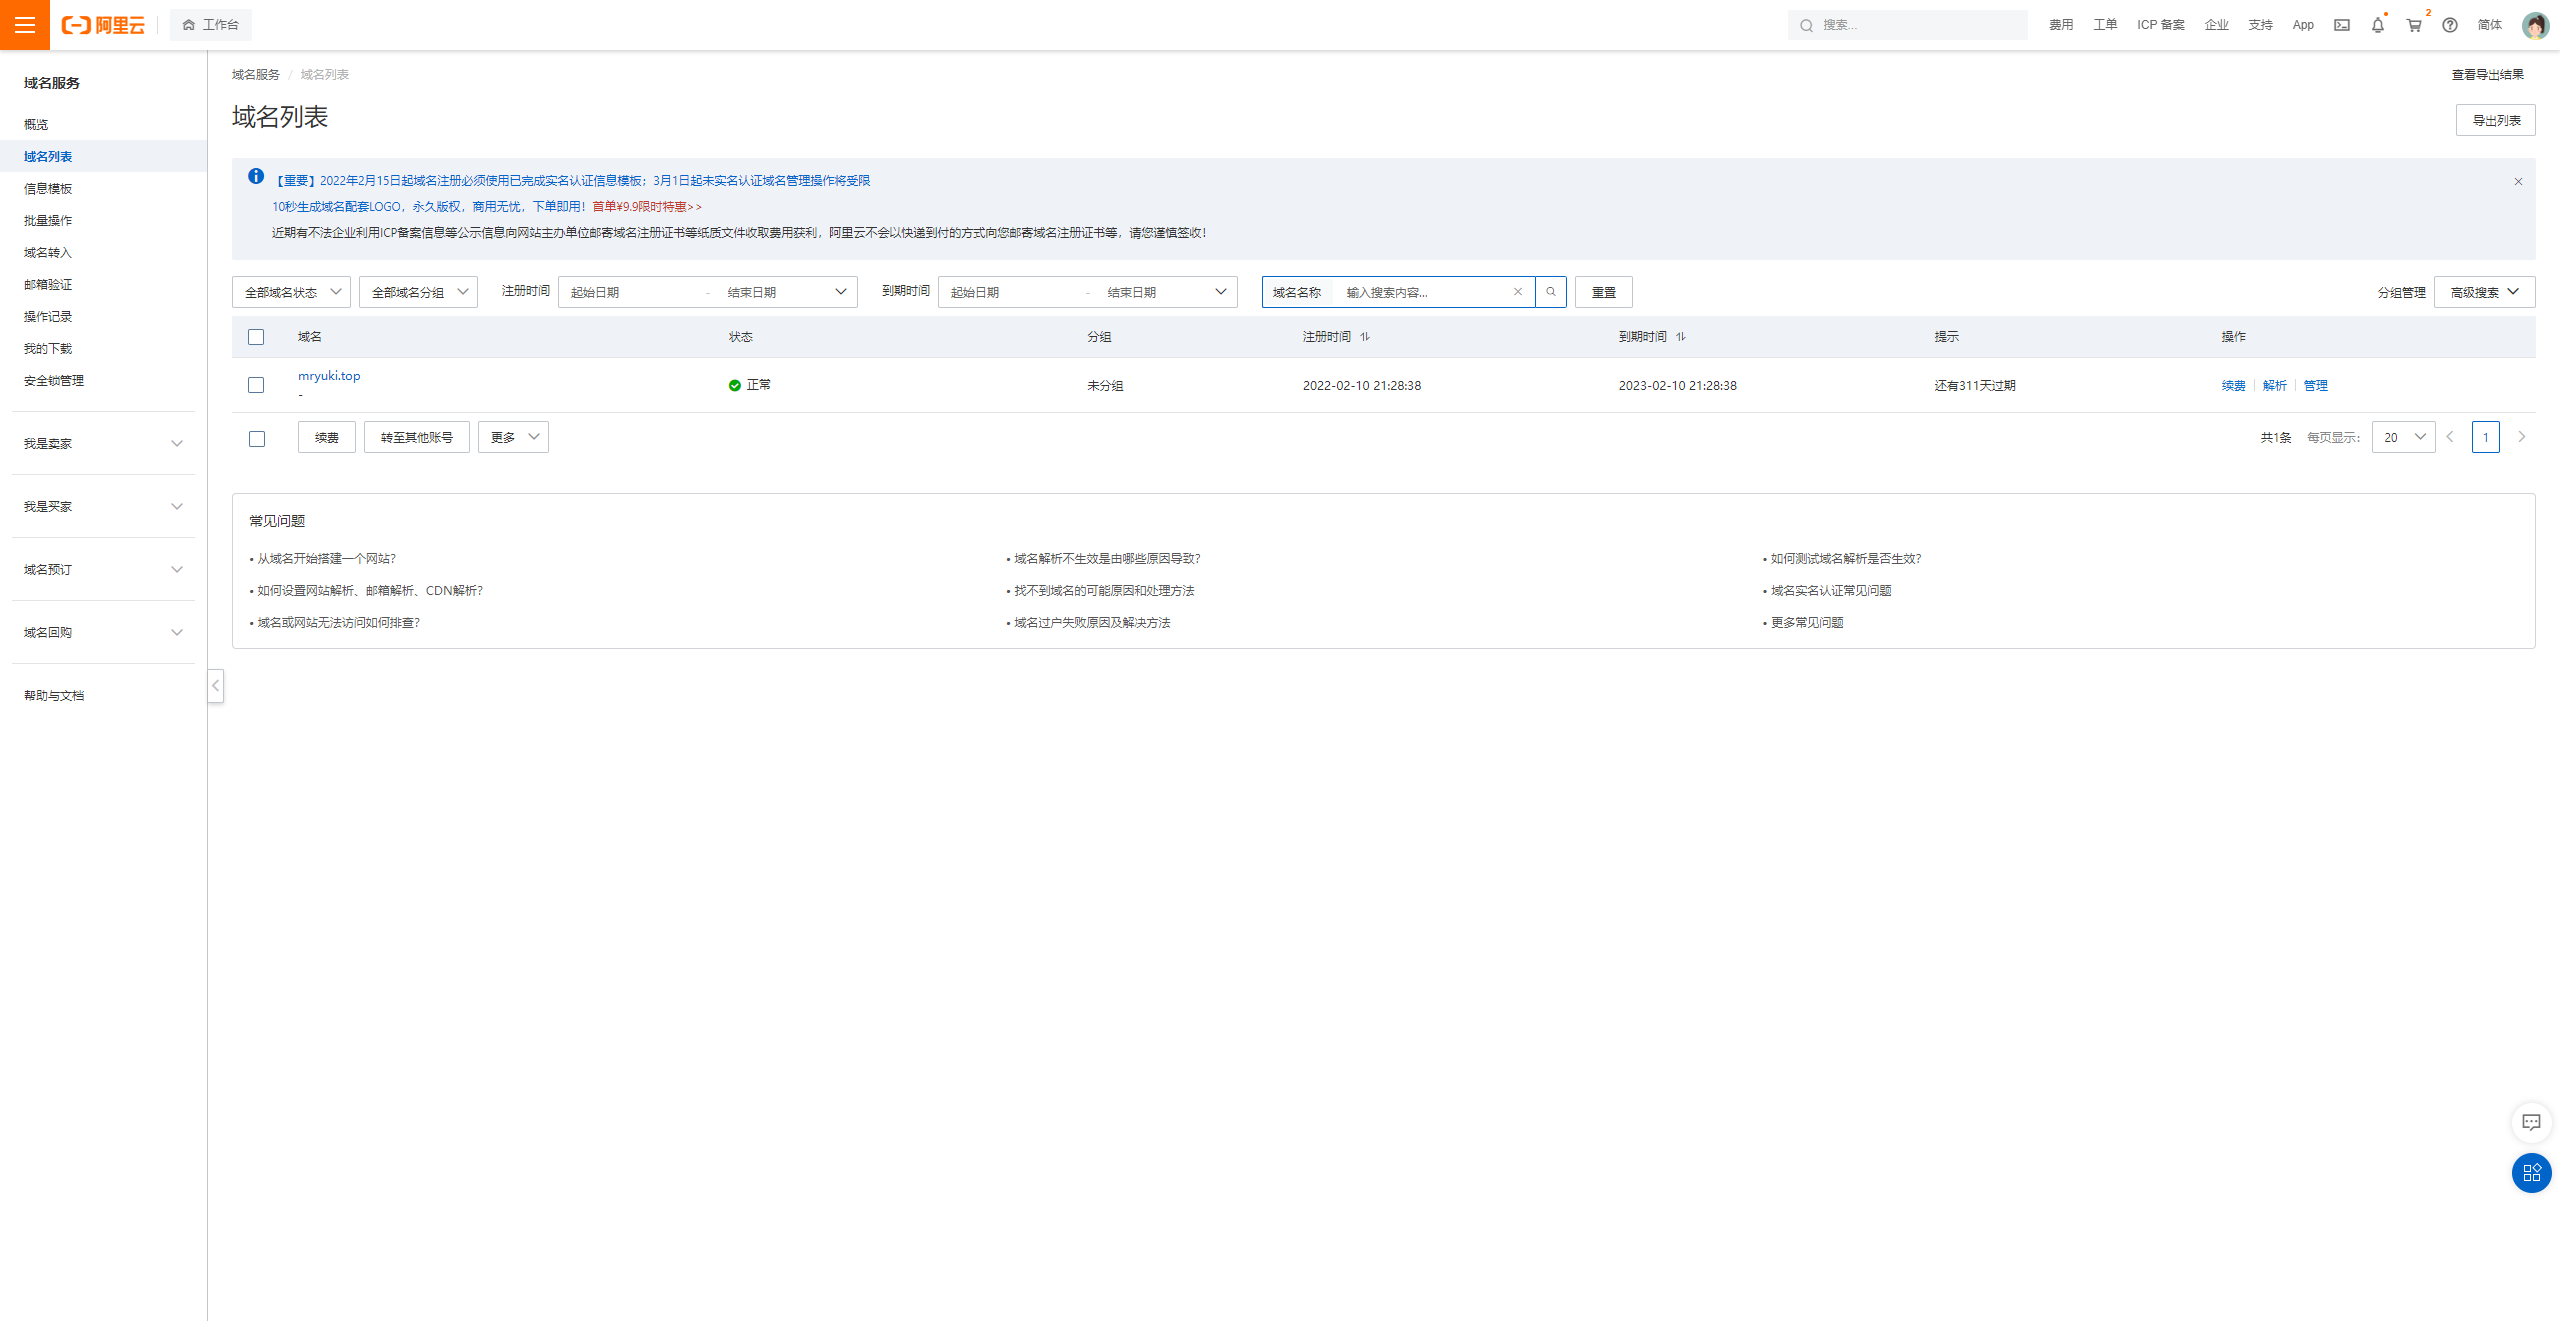 阿里云
工作台
搜索...
费用 工单 ICP 备案 企业 支持 App 2 简体
域名服务
概览
域名列表
信息模板
批量操作
域名转入
邮箱验证
操作记录
我的下载
安全锁管理
我是卖家
我是买家
域名预订
域名回购
帮助与文档
域名服务 / 域名列表
查看导出结果
域名列表
导出列表
【重要】2022年2月15日起域名注册必须使用已完成实名认证信息模板；3月1日起未实名认证域名管理操作将受限
10秒生成域名配套LOGO，永久版权，商用无忧，下单即用！首单¥9.9限时特惠>>
近期有不法企业利用ICP备案信息等公示信息向网站主办单位邮寄域名注册证书等纸质文件收取费用获利，阿里云不会以快递到付的方式向您邮寄域名注册证书等，请您谨慎签收！
全部域名状态 全部域名分组 注册时间 起始日期 - 结束日期 到期时间 起始日期 - 结束日期 域名名称 输入搜索内容... 重置 分组管理 高级搜索
域名 状态 分组 注册时间 到期时间 提示 操作
mryuki.top 正常 未分组 2022-02-10 21:28:38 2023-02-10 21:28:38 还有311天过期 续费 解析 管理
-
续费 转至其他账号 更多 共1条 每页显示： 20 1
常见问题
• 从域名开始搭建一个网站？ • 域名解析不生效是由哪些原因导致？ • 如何测试域名解析是否生效？
• 如何设置网站解析、邮箱解析、CDN解析？ • 找不到域名的可能原因和处理方法 • 域名实名认证常见问题
• 域名或网站无法访问如何排查？ • 域名过户失败原因及解决方法 • 更多常见问题